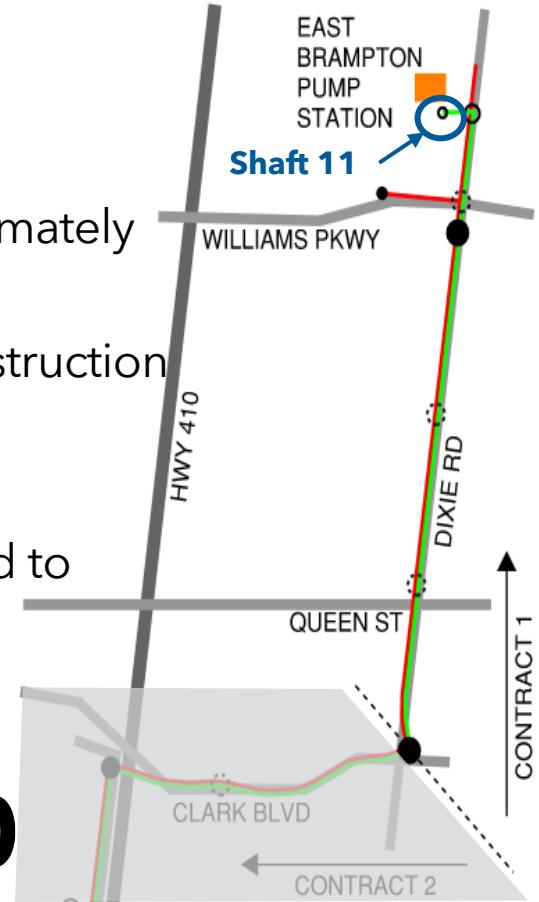 EAST
BRAMPTON
PUMP
STATION
Shaft 11
mately
WILLIAMS PKWY
struction
HWY 410
DIXIE RD
d to
QUEEN ST
CONTRACT 1
CLARK BLVD
CONTRACT 2